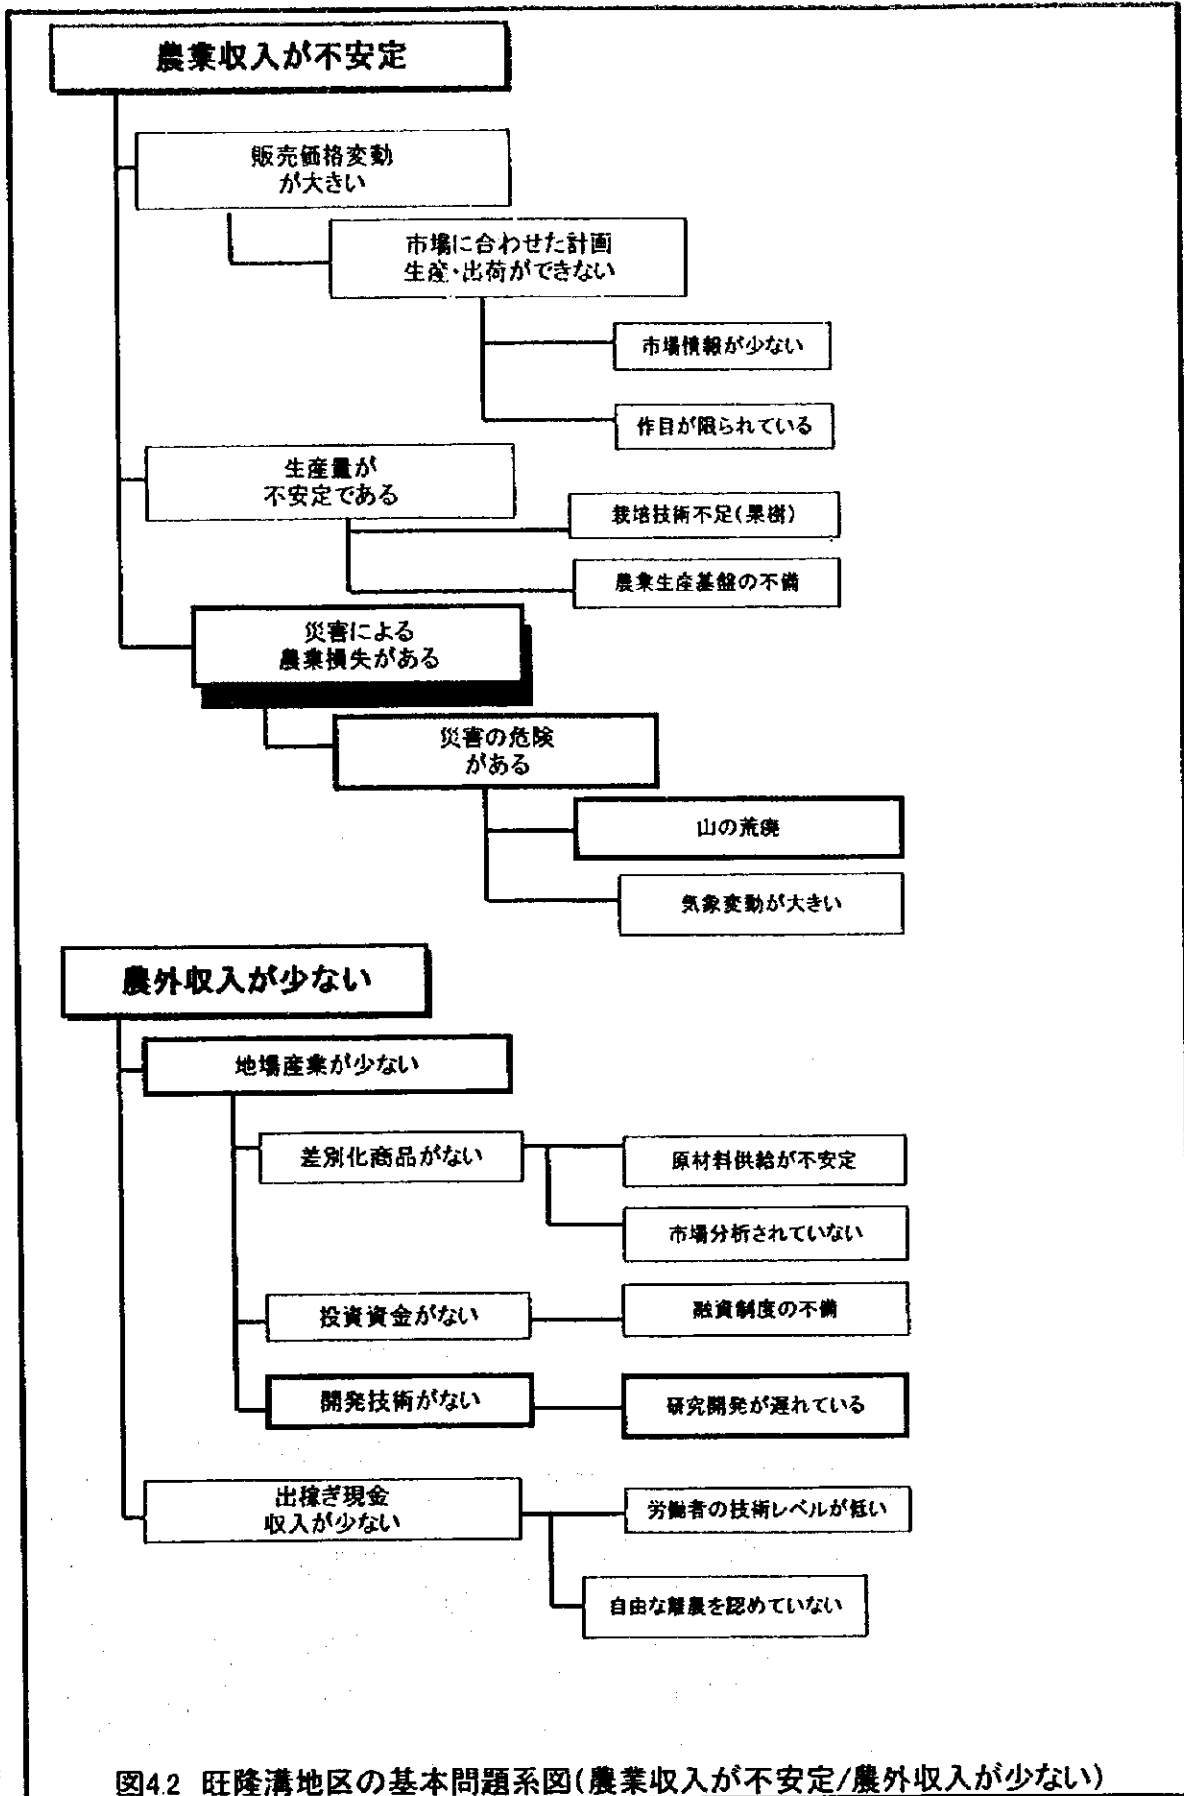 農業収入が不安定
販売価格変動
が大きい
市場に合わせた計画
生産・出荷ができない
市場情報が少ない
作目が限られている
生産量が
不安定である
栽培技術不足(果樹)
農業生産基盤の不備
災害による
農業損失がある
災害の危険
がある
山の荒廃
気象変動が大きい
農外収入が少ない
地場産業が少ない
差別化商品がない
原材料供給が不安定
市場分析されていない
投資資金がない
融資制度の不備
開発技術がない
研究開発が遅れている
出稼ぎ現金
収入が少ない
労働者の技術レベルが低い
自由な離農を認めていない
図4.2 旺隆溝地区の基本問題系図(農業収入が不安定/農外収入が少ない)